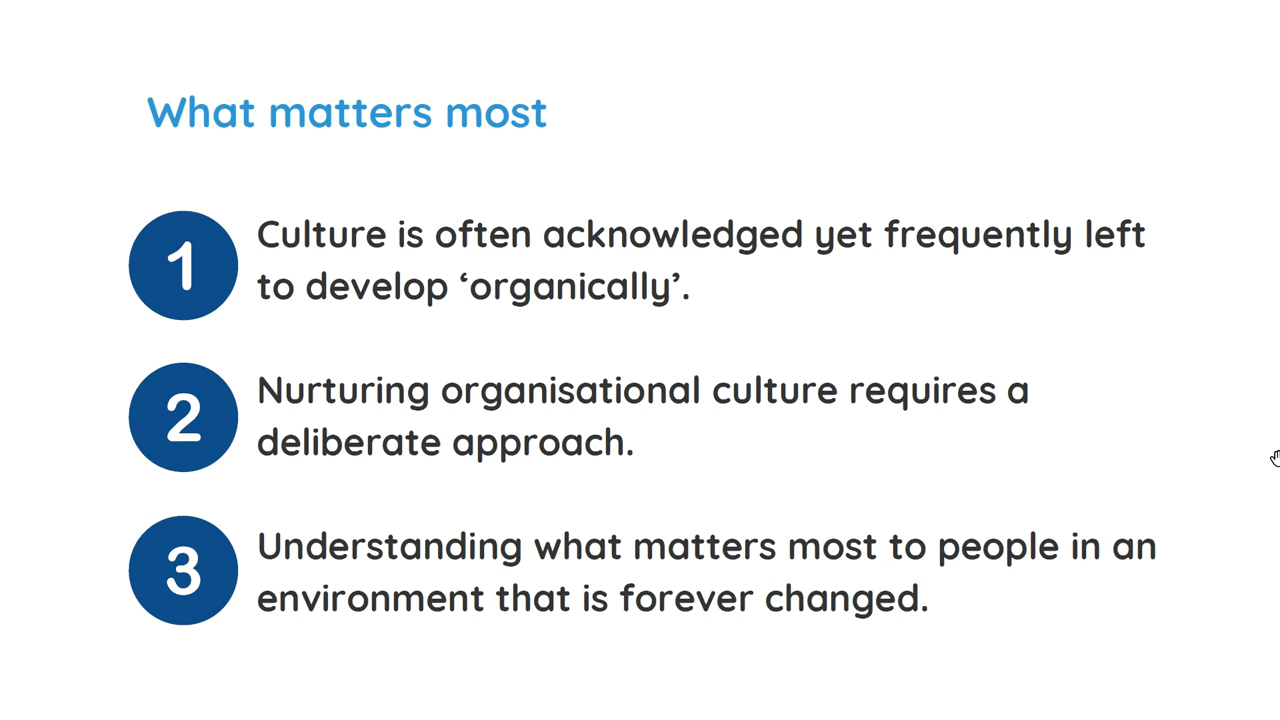 What matters most
1
Culture is often acknowledged yet frequently left
to develop ‘organically’.
2
Nurturing organisational culture requires a
deliberate approach.
3
Understanding what matters most to people in an
environment that is forever changed.